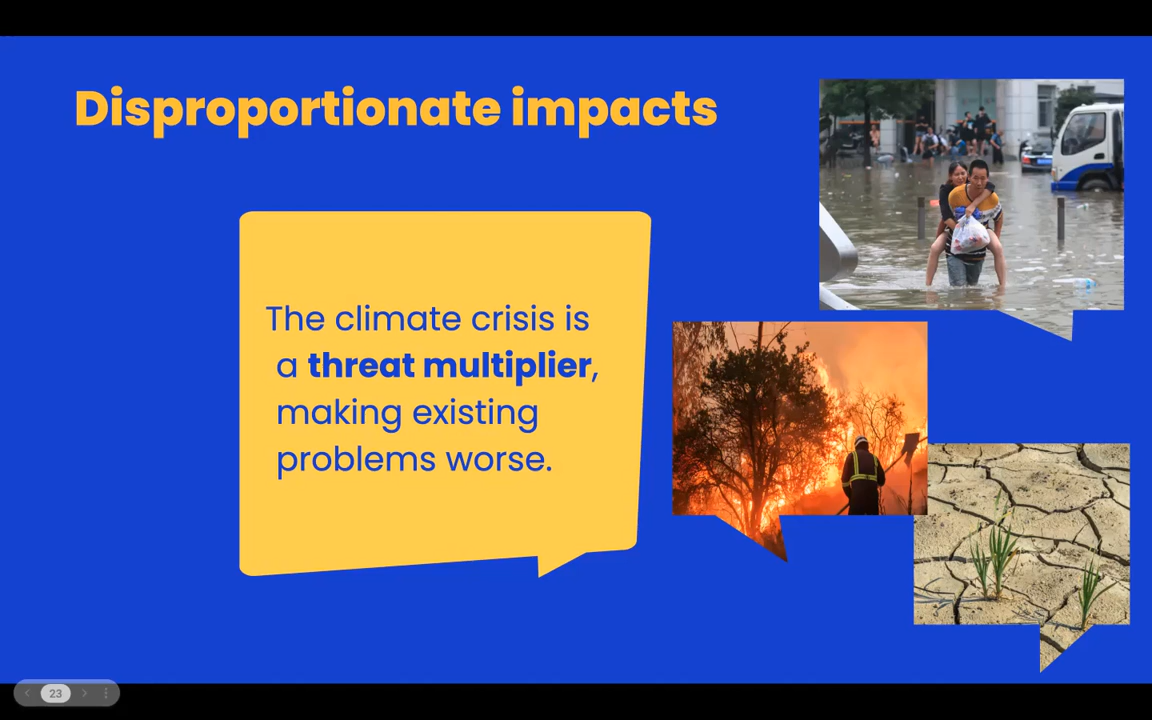 Disproportionate impacts
The climate crisis is
a threat multiplier,
making existing
problems worse.
23